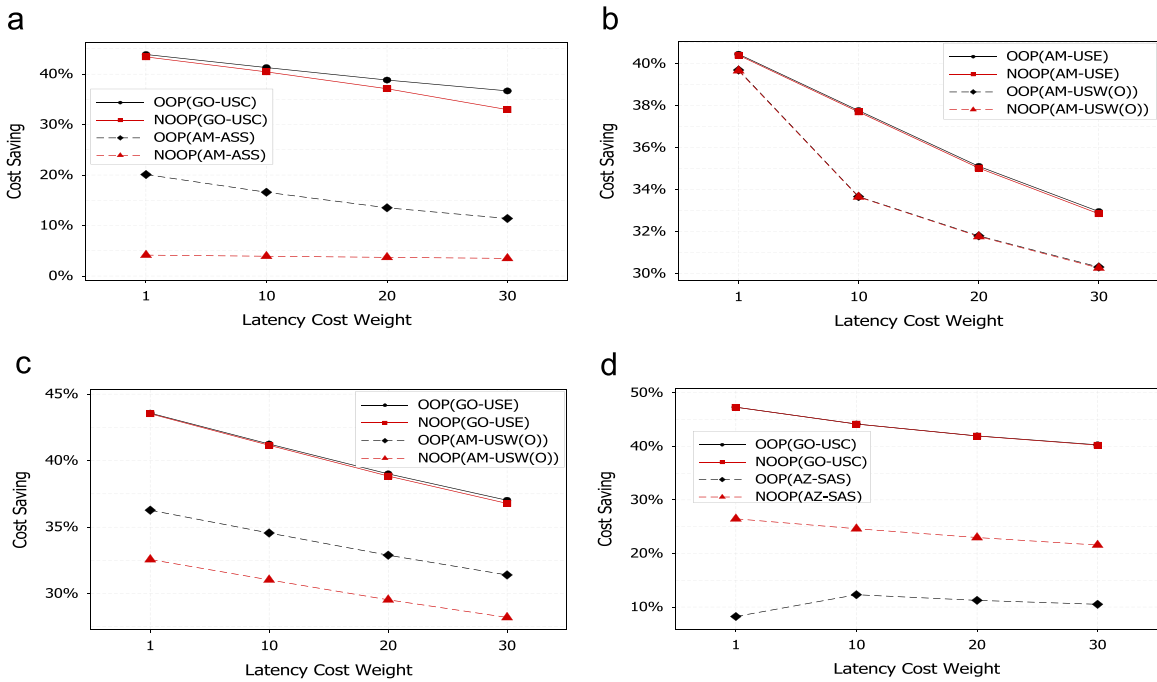 a
40%
30%
20%
10%
0%
Cost Saving
OOP(GO-USC)
NOOP(GO-USC)
OOP(AM-ASS)
NOOP(AM-ASS)
1 10 20 30
Latency Cost Weight
b
40%
38%
36%
34%
32%
30%
Cost Saving
OOP(AM-USE)
NOOP(AM-USE)
OOP(AM-USW(O))
NOOP(AM-USW(O))
1 10 20 30
Latency Cost Weight
c
45%
40%
35%
30%
Cost Saving
OOP(GO-USE)
NOOP(GO-USE)
OOP(AM-USW(O))
NOOP(AM-USW(O))
1 10 20 30
Latency Cost Weight
d
50%
40%
30%
20%
10%
Cost Saving
OOP(GO-USC)
NOOP(GO-USC)
OOP(AZ-SAS)
NOOP(AZ-SAS)
1 10 20 30
Latency Cost Weight